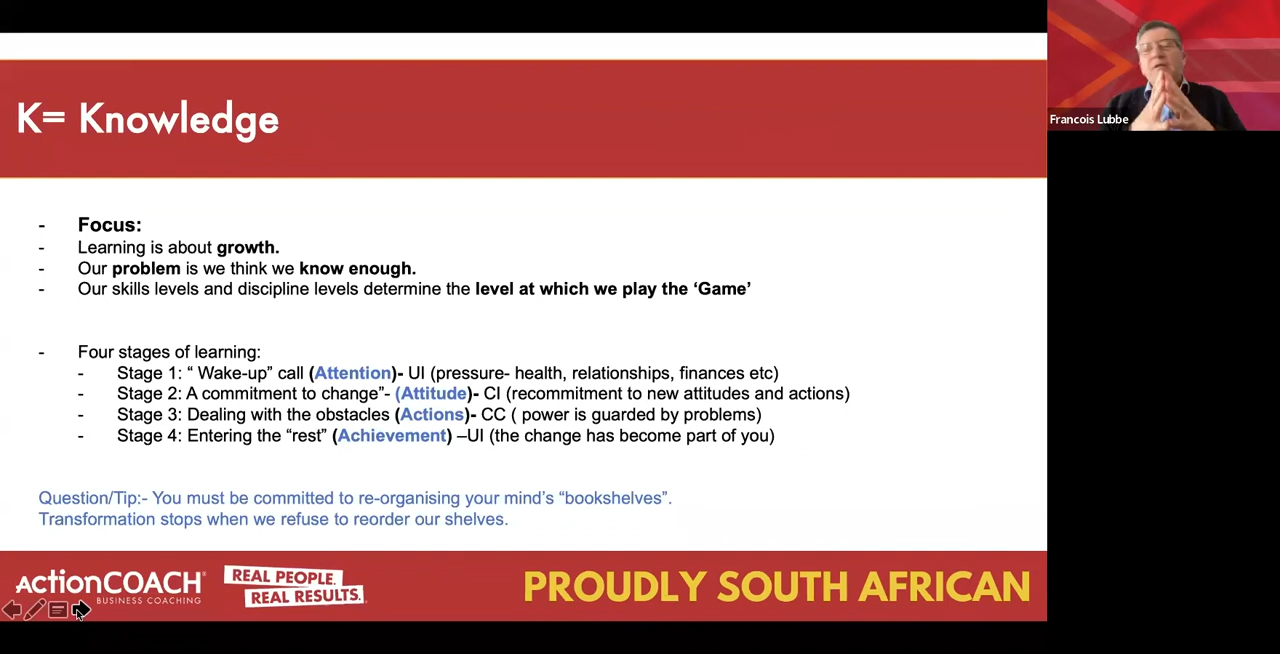 K= Knowledge
Francois Lubbe
- Focus:
- Learning is about growth.
- Our problem is we think we know enough.
- Our skills levels and discipline levels determine the level at which we play the ‘Game’
- Four stages of learning:
- Stage 1: “ Wake-up” call (Attention)- UI (pressure- health, relationships, finances etc)
- Stage 2: A commitment to change”- (Attitude)- CI (recommitment to new attitudes and actions)
- Stage 3: Dealing with the obstacles (Actions)- CC ( power is guarded by problems)
- Stage 4: Entering the “rest” (Achievement) –UI (the change has become part of you)
Question/Tip:- You must be committed to re-organising your mind’s “bookshelves”.
Transformation stops when we refuse to reorder our shelves.
ActionCOACH
BUSINESS COACHING
REAL PEOPLE.
REAL RESULTS.
PROUDLY SOUTH AFRICAN